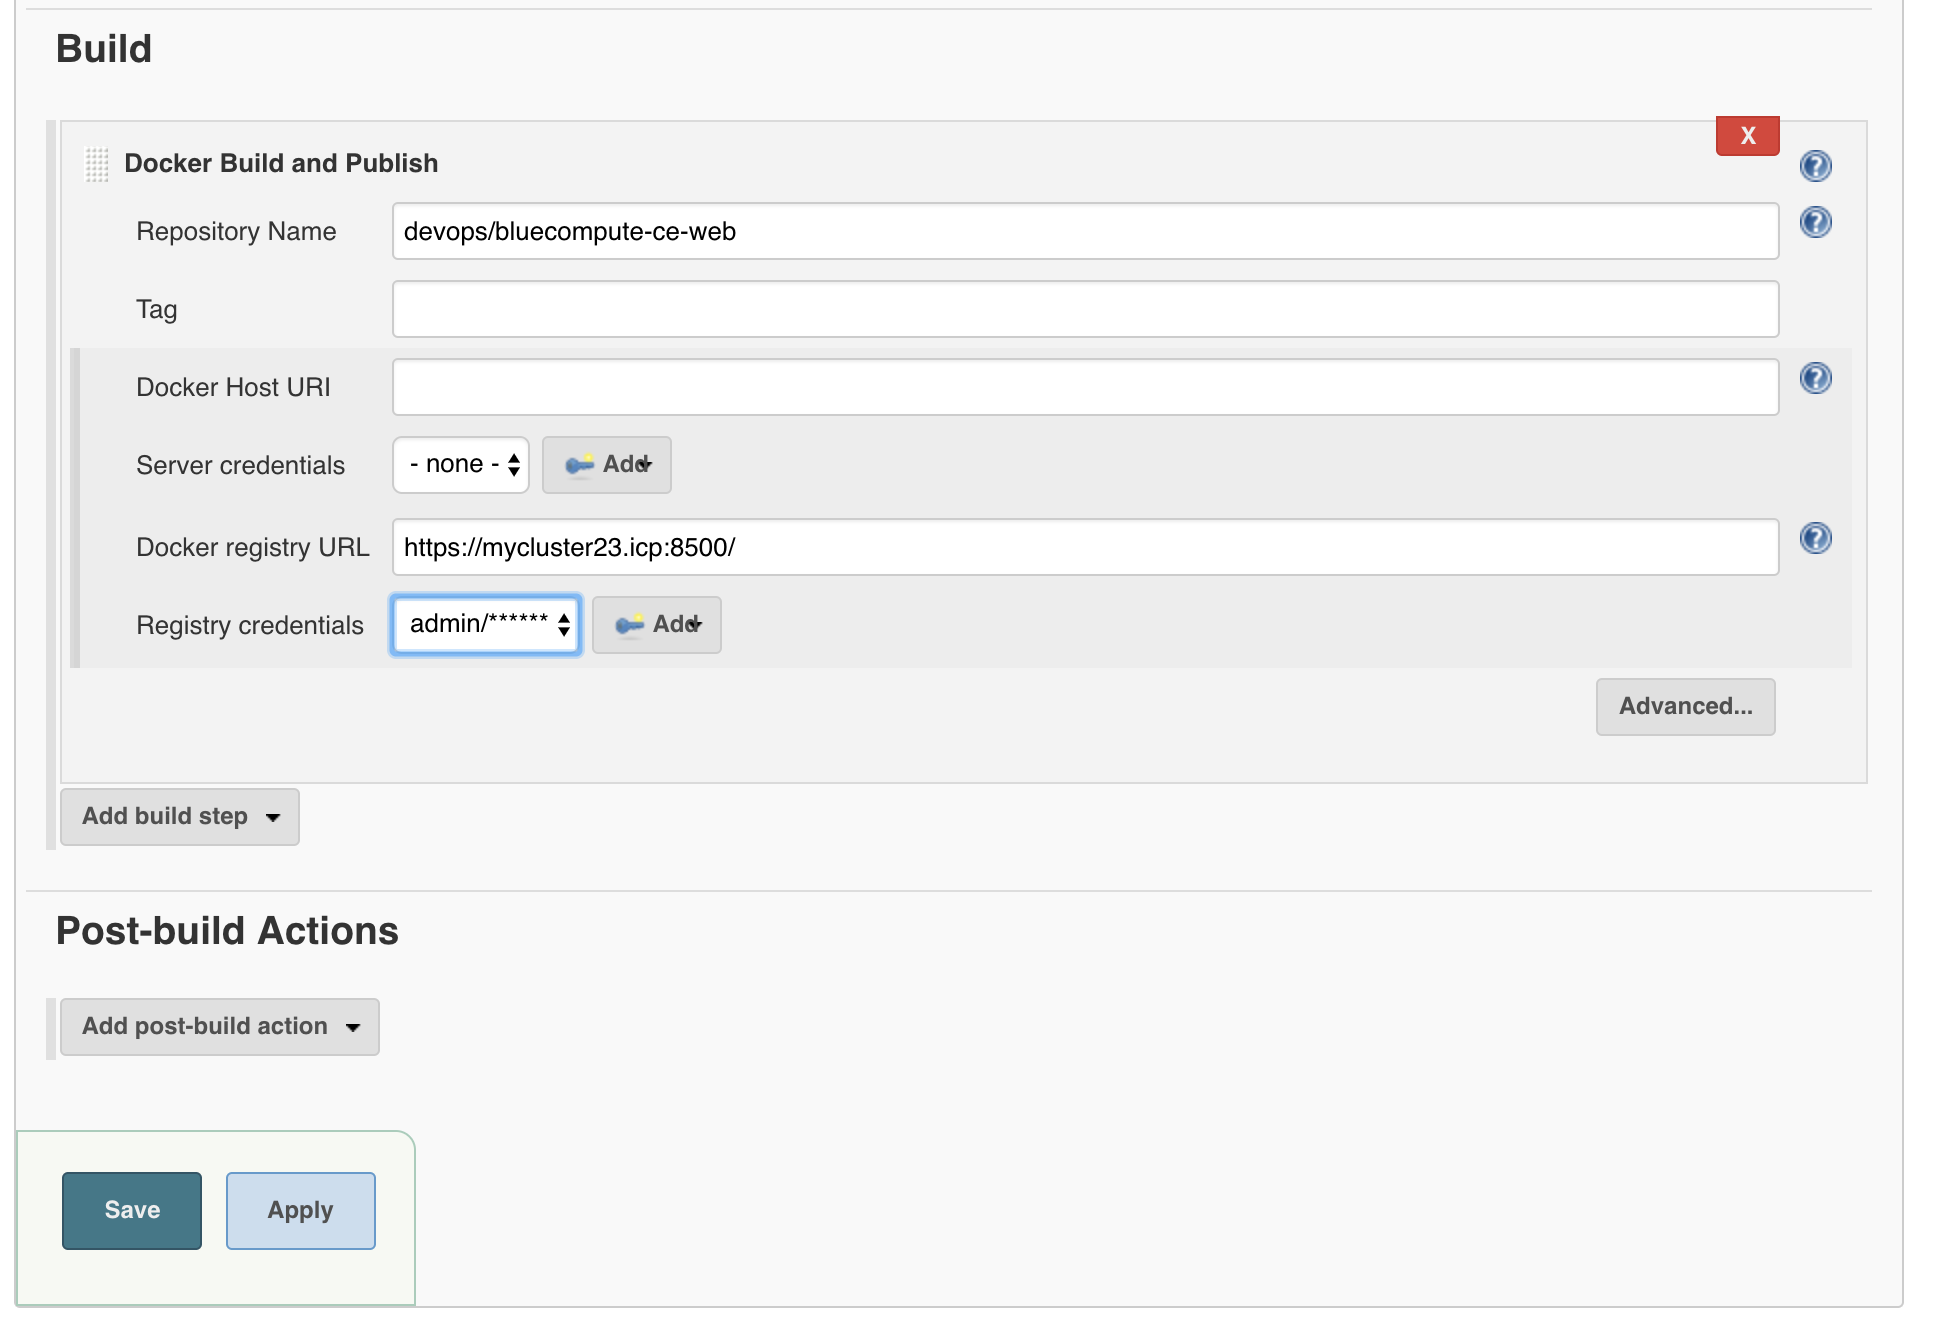 Build
X
Docker Build and Publish
Repository Name devops/bluecompute-ce-web
Tag
Docker Host URI
Server credentials - none - Add
Docker registry URL https://mycluster23.icp:8500/
Registry credentials admin/****** Add
Advanced...
Add build step
Post-build Actions
Add post-build action
Save Apply